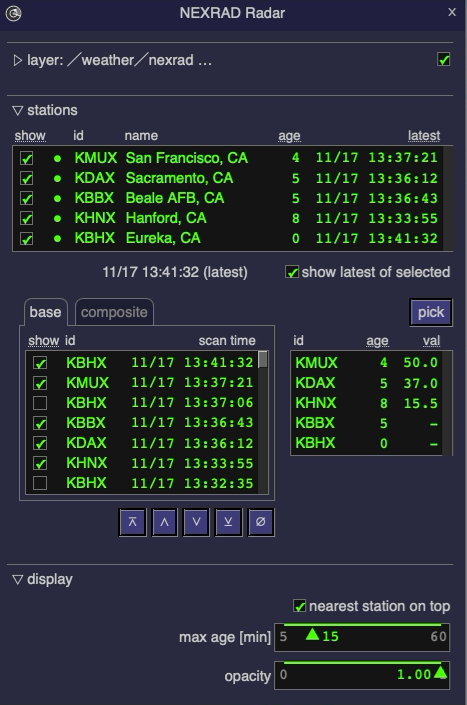 NEXRAD Radar x
layer: /weather/nexrad ...
stations
show id name age latest
KMUX San Francisco, CA 4 11/17 13:37:21
KDAX Sacramento, CA 5 11/17 13:36:12
KBBX Beale AFB, CA 5 11/17 13:36:43
KHNX Hanford, CA 8 11/17 13:33:55
KBHX Eureka, CA 0 11/17 13:41:32
11/17 13:41:32 (latest) show latest of selected
base composite pick
show id scan time
KBHX 11/17 13:41:32
KMUX 11/17 13:37:21
KBHX 11/17 13:37:06
KBBX 11/17 13:36:43
KDAX 11/17 13:36:12
KHNX 11/17 13:33:55
KBHX 11/17 13:32:35
id age val
KMUX 4 50.0
KDAX 5 37.0
KHNX 8 15.5
KBBX 5 –
KBHX 0 –
display
nearest station on top
max age [min] 5 15 60
opacity 0 1.00